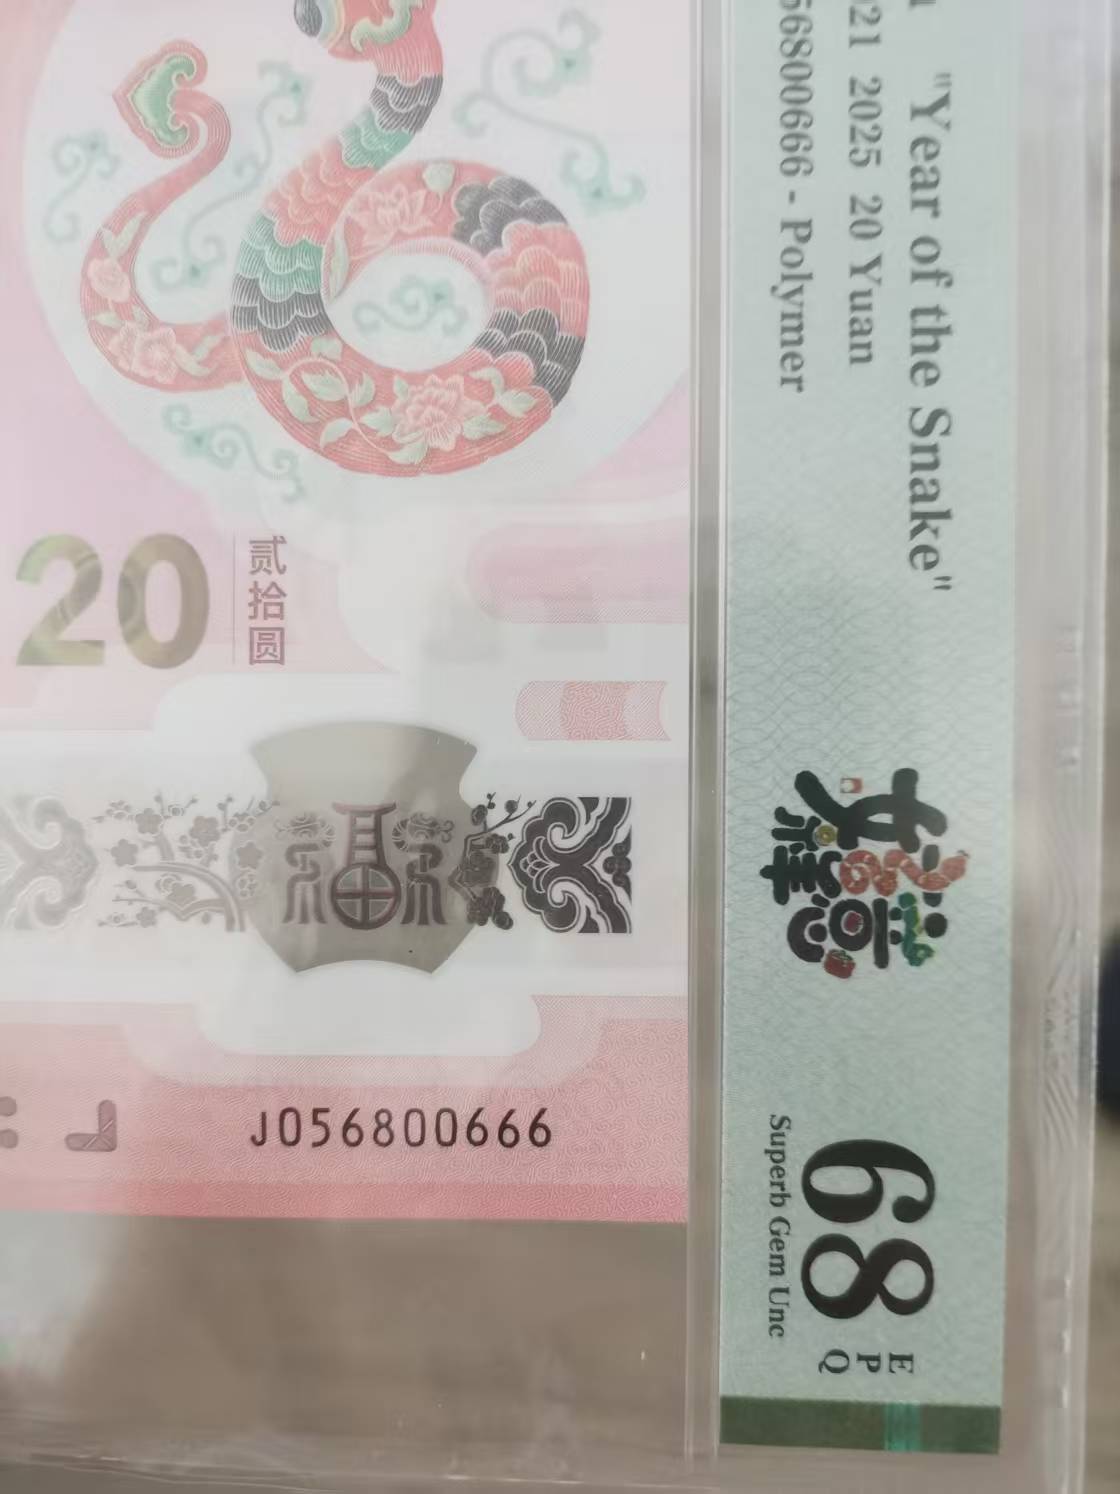 "Year of the Snake"
2025 20 Yuan
56800666 - Polymer
68
EPQ
Superb Gem Unc
20
贰拾圆
福
J056800666